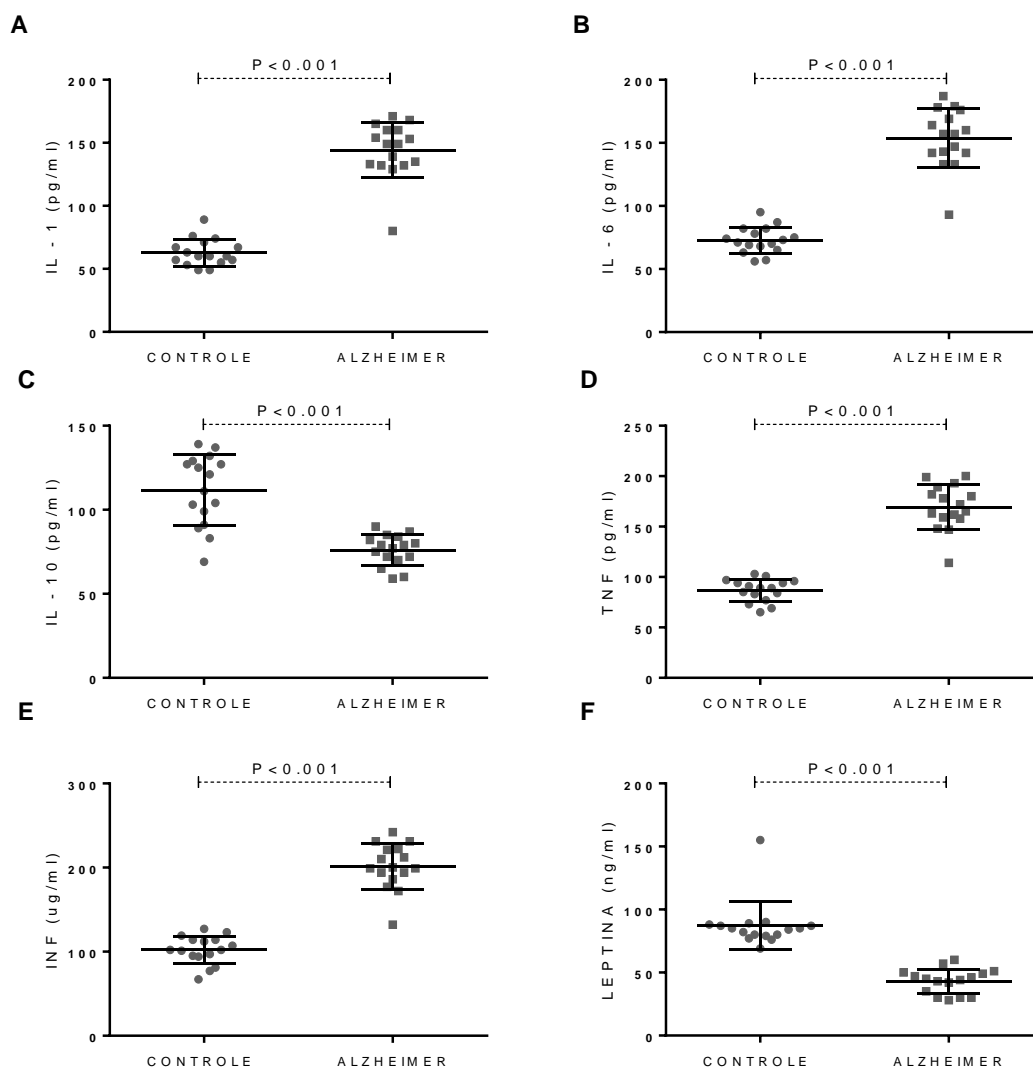 A
P<0.001
IL - 1 (pg/ml)
200
150
100
50
0
CONTROLE
ALZHEIMER
B
P<0.001
IL - 6 (pg/ml)
200
150
100
50
0
CONTROLE
ALZHEIMER
C
P<0.001
IL - 10 (pg/ml)
150
100
50
0
CONTROLE
ALZHEIMER
D
P<0.001
TNF (pg/ml)
250
200
150
100
50
0
CONTROLE
ALZHEIMER
E
P<0.001
INF (ug/ml)
300
200
100
0
CONTROLE
ALZHEIMER
F
P<0.001
LEPTINA (ng/ml)
200
150
100
50
0
CONTROLE
ALZHEIMER